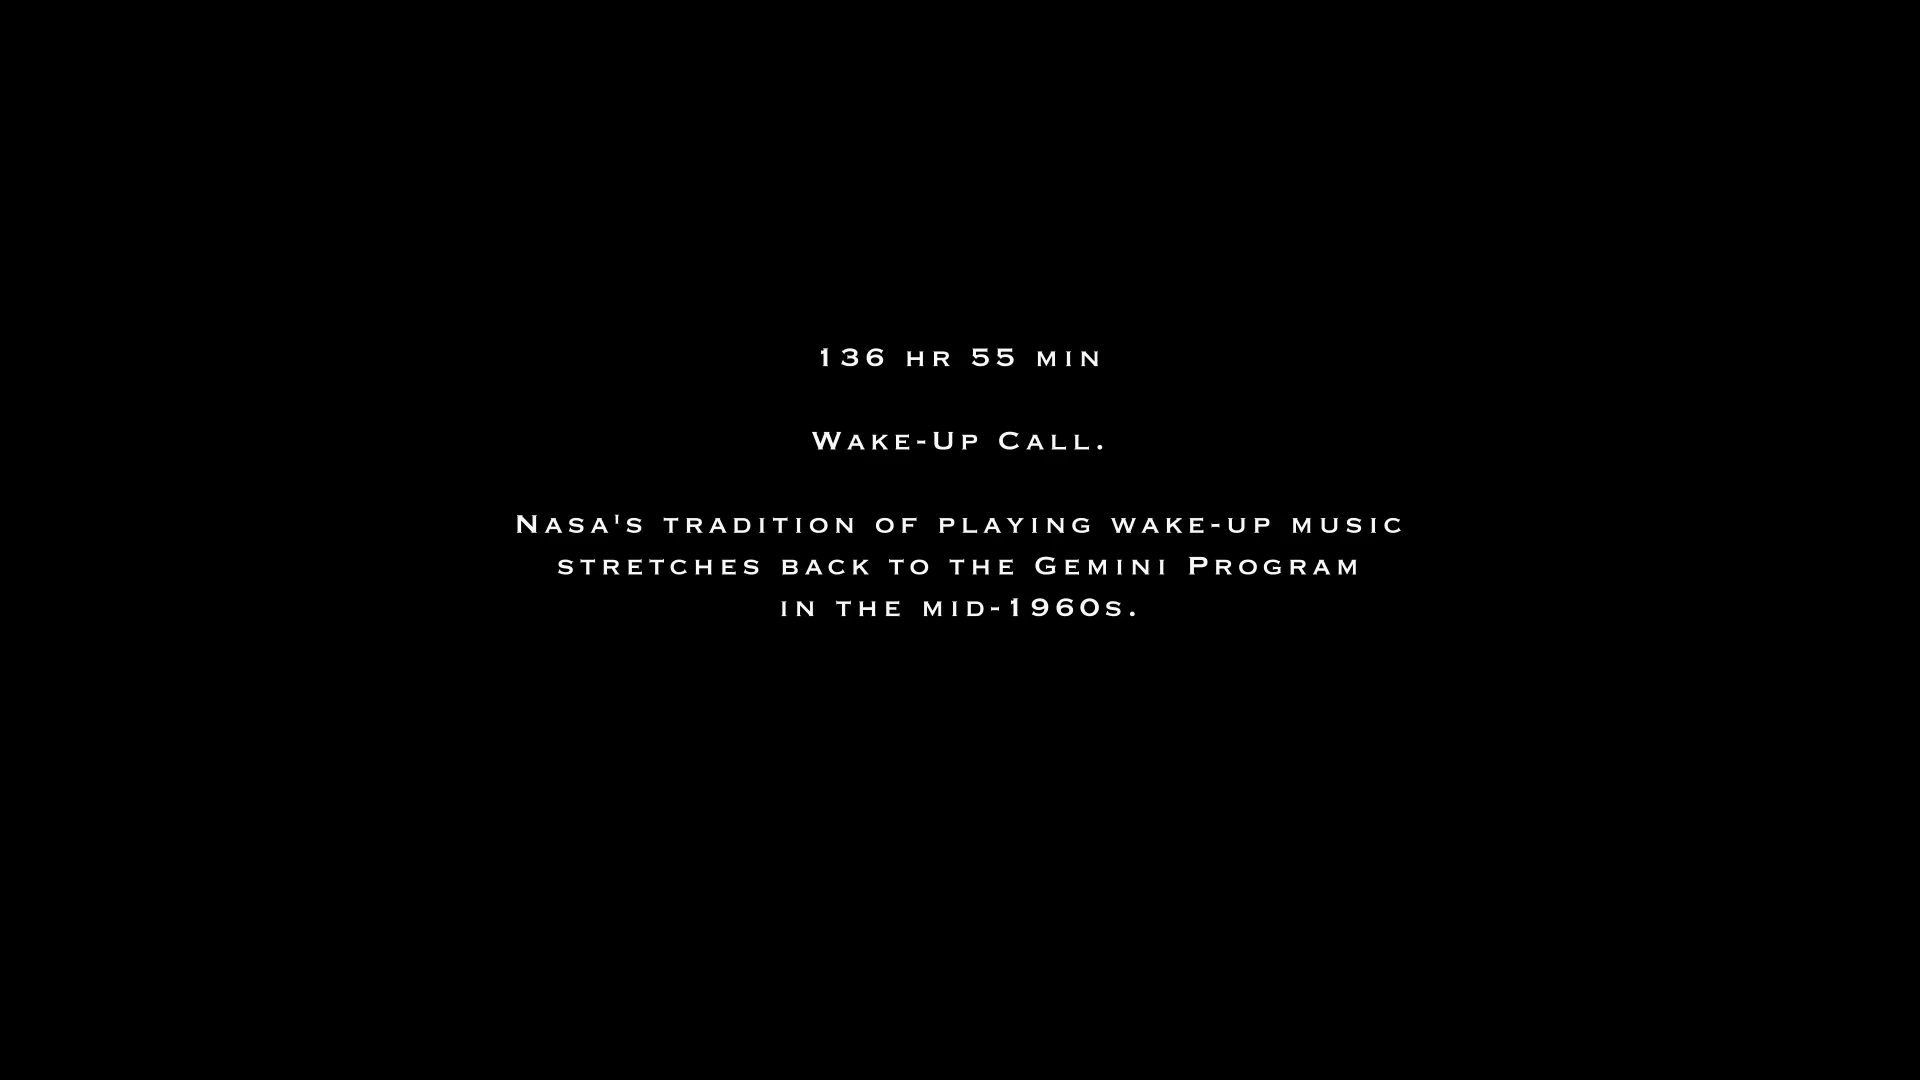 136 hr 55 min
Wake-Up Call.
Nasa's tradition of playing wake-up music
stretches back to the Gemini Program
in the mid-1960s.